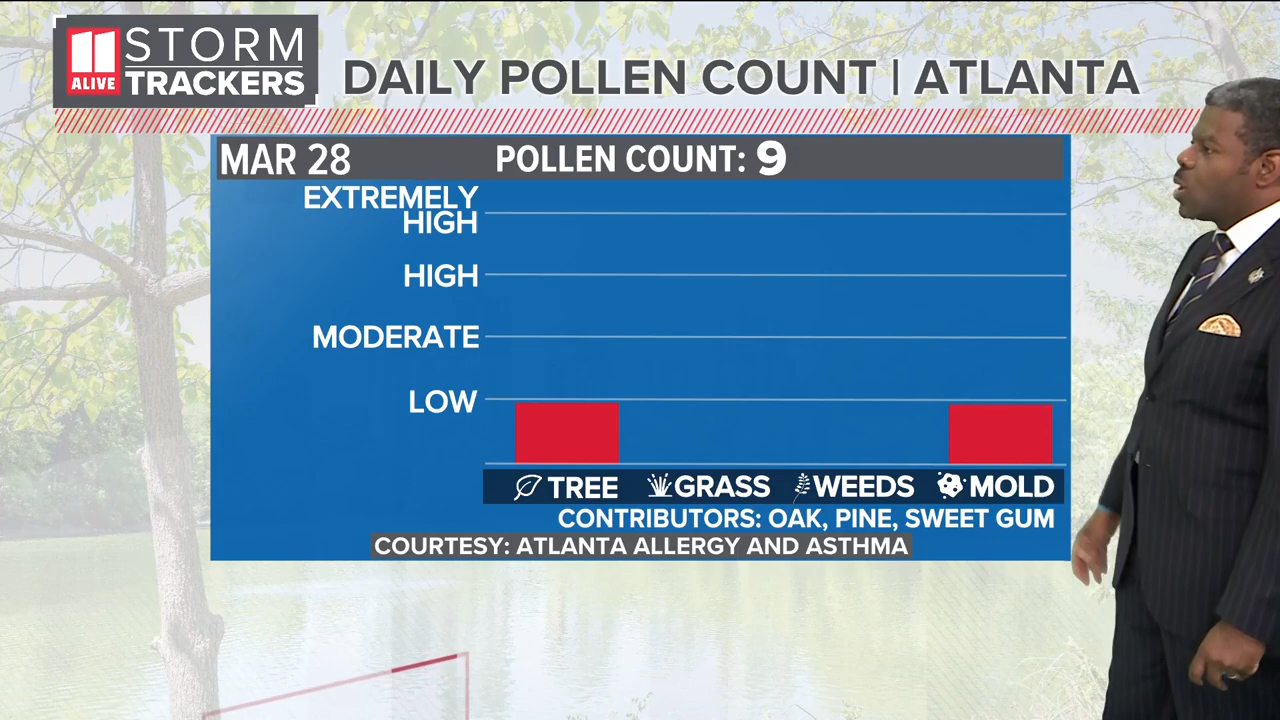 11 ALIVE
STORM
TRACKERS
DAILY POLLEN COUNT | ATLANTA
MAR 28
POLLEN COUNT: 9
EXTREMELY
HIGH
HIGH
MODERATE
LOW
TREE GRASS WEEDS MOLD
CONTRIBUTORS: OAK, PINE, SWEET GUM
COURTESY: ATLANTA ALLERGY AND ASTHMA